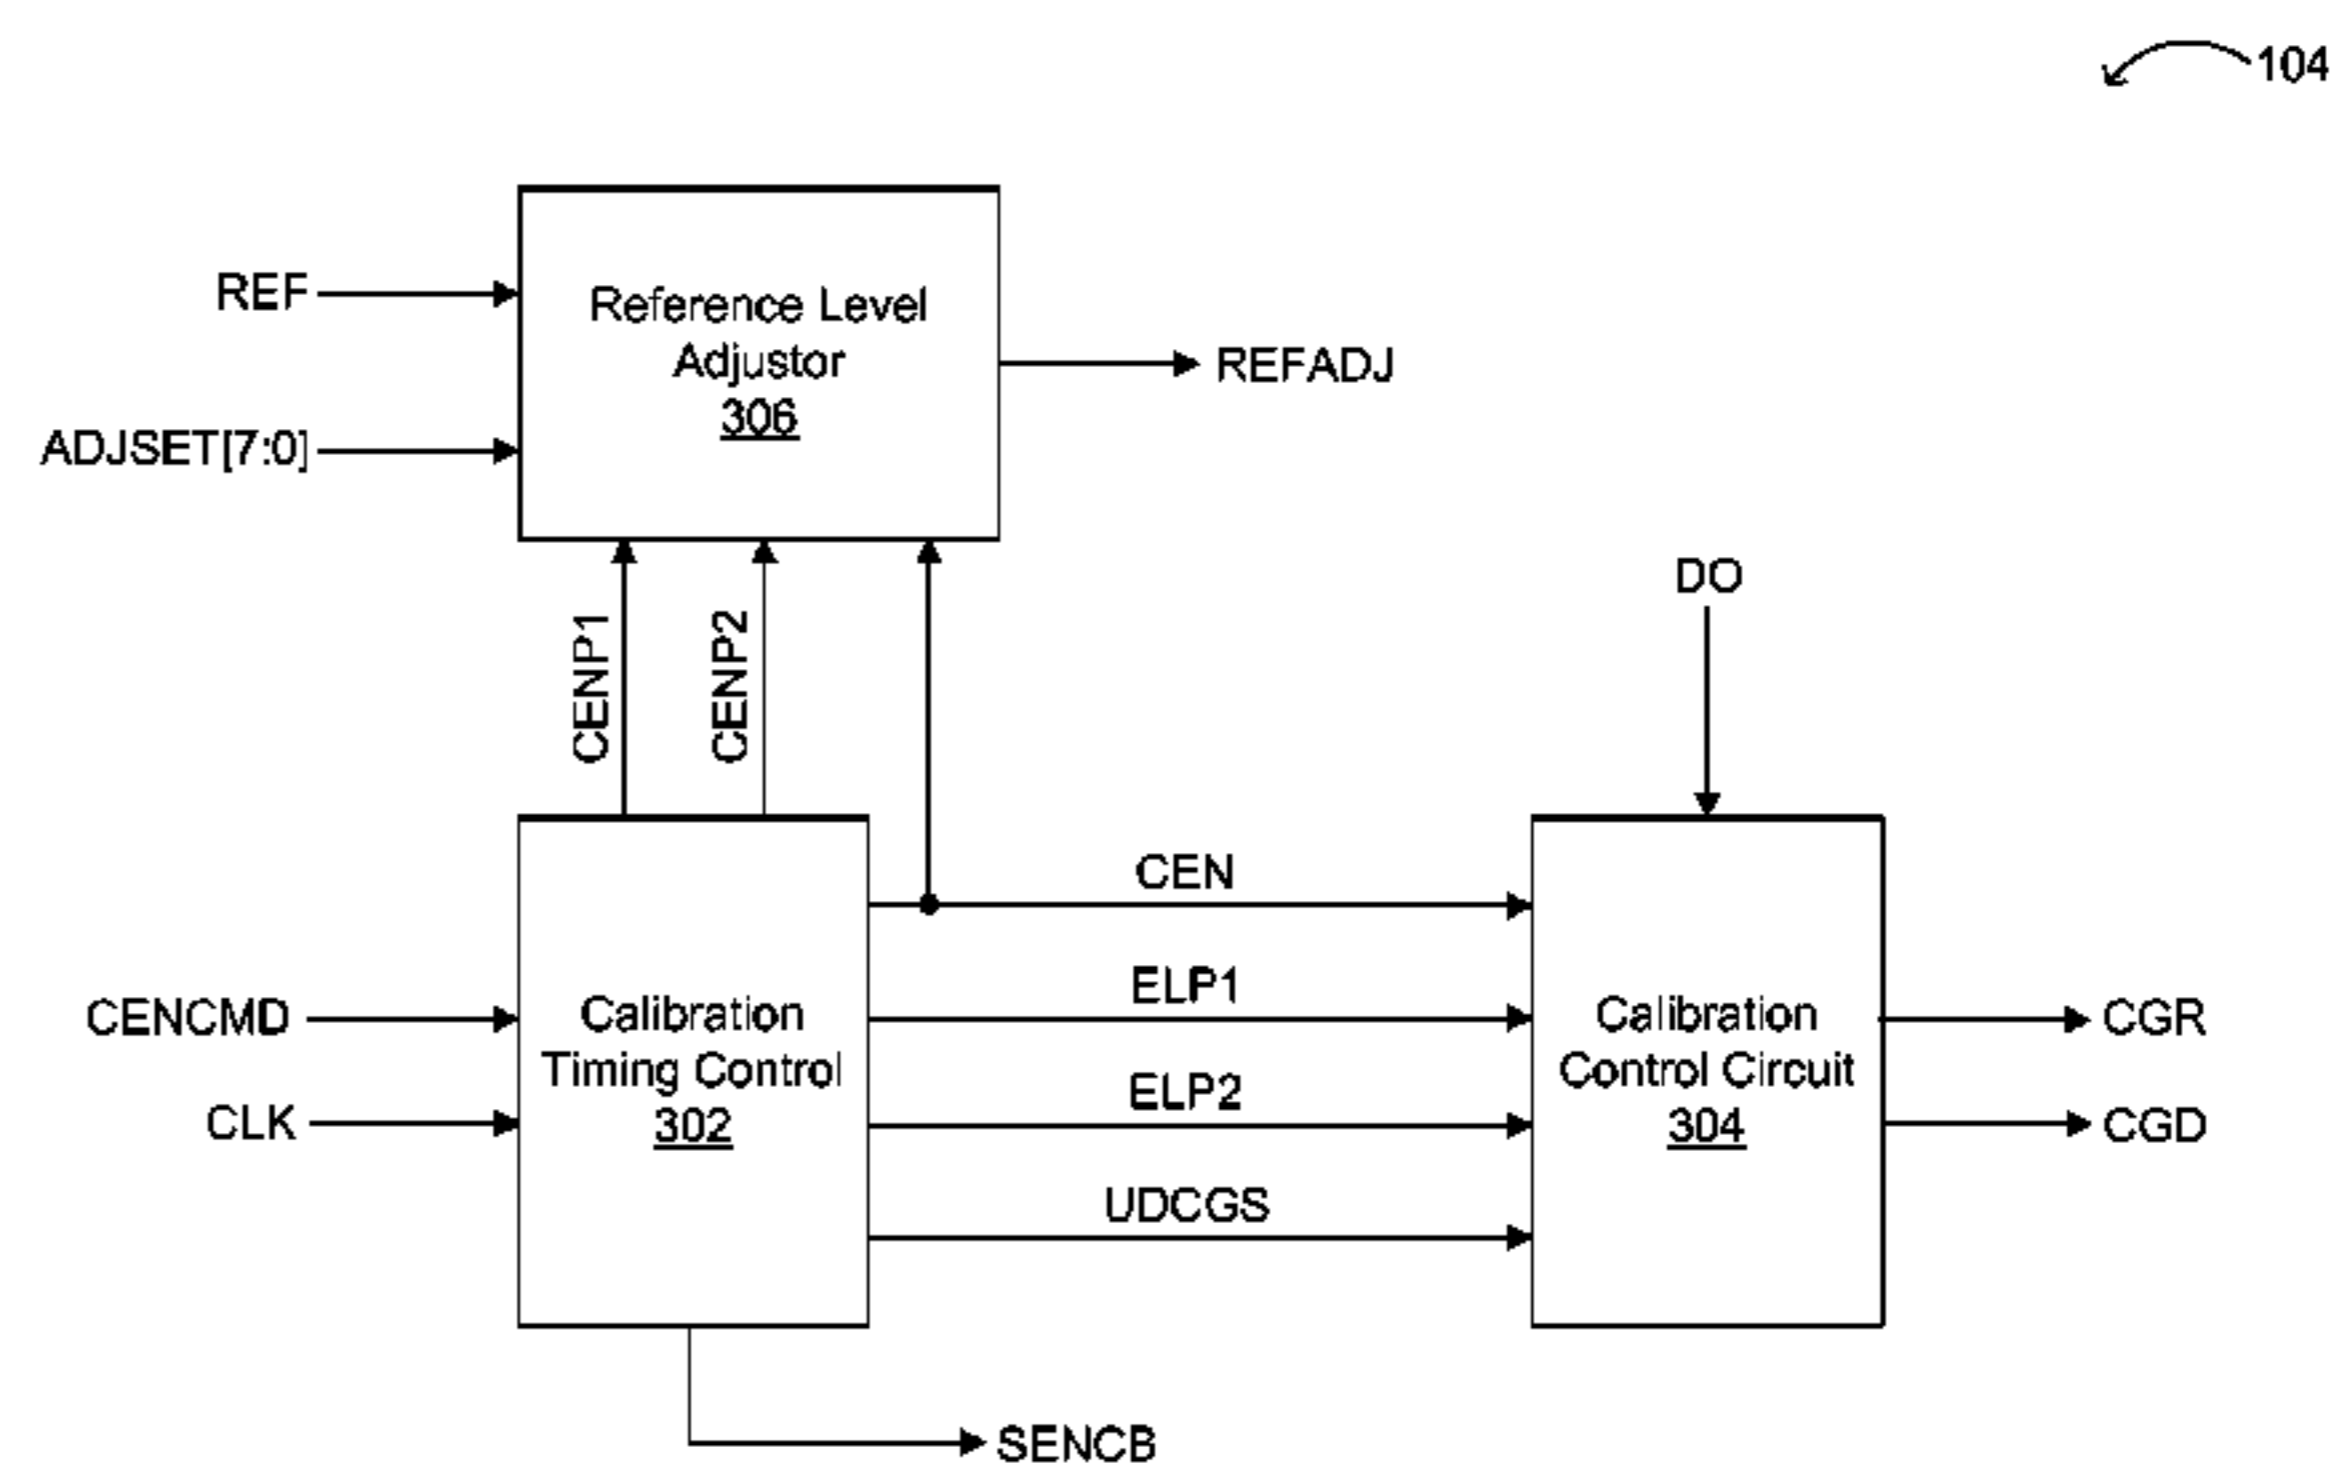 104
REF
Reference Level
Adjustor
306
REFADJ
ADJSET[7:0]
DO
CENP1
CENP2
CEN
ELP1
CENCMD
Calibration
Timing Control
302
Calibration
Control Circuit
304
CGR
ELP2
CLK
CGD
UDCGS
SENCB